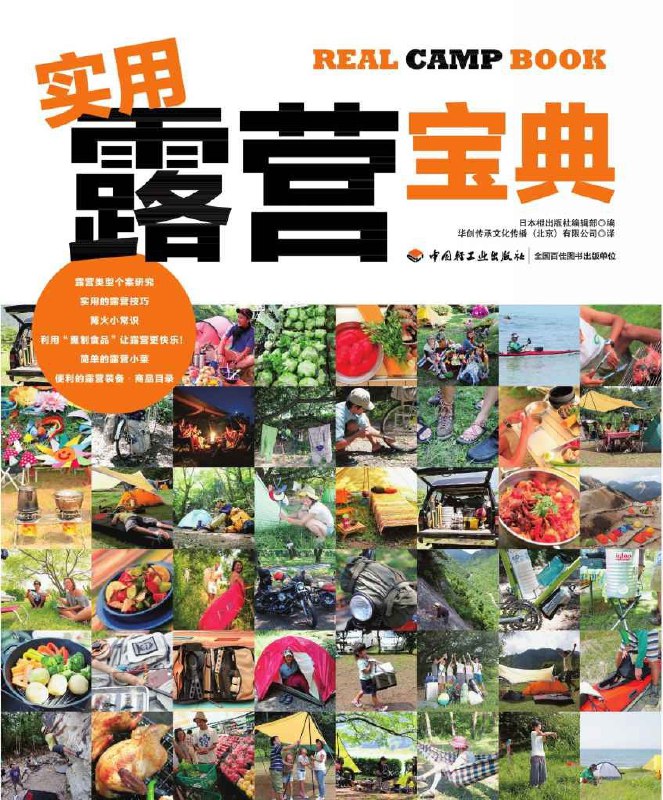 实用
REAL CAMP BOOK
露营宝典
日本枻出版社编辑部◎编
华创传承文化传播（北京）有限公司◎译
中国轻工业出版社 | 全国百佳图书出版单位
露营类型个案研究
实用的露营技巧
篝火小常识
利用“熏制食品”让露营更快乐！
简单的露营小菜
便利的露营装备·商品目录
igloo